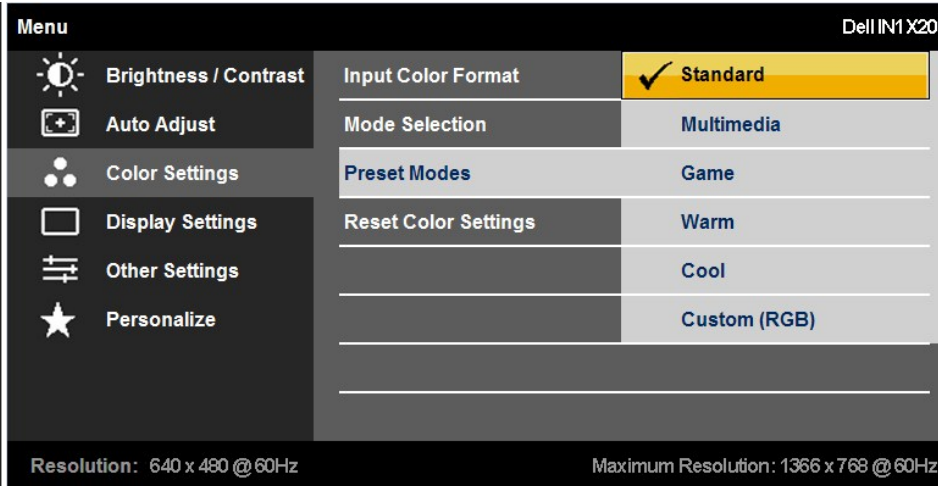 Menu Dell IN1X20
Brightness / Contrast Input Color Format Standard
Auto Adjust Mode Selection Multimedia
Color Settings Preset Modes Game
Display Settings Reset Color Settings Warm
Other Settings Cool
Personalize Custom (RGB)
Resolution: 640 x 480 @60Hz Maximum Resolution: 1366 x 768 @60Hz